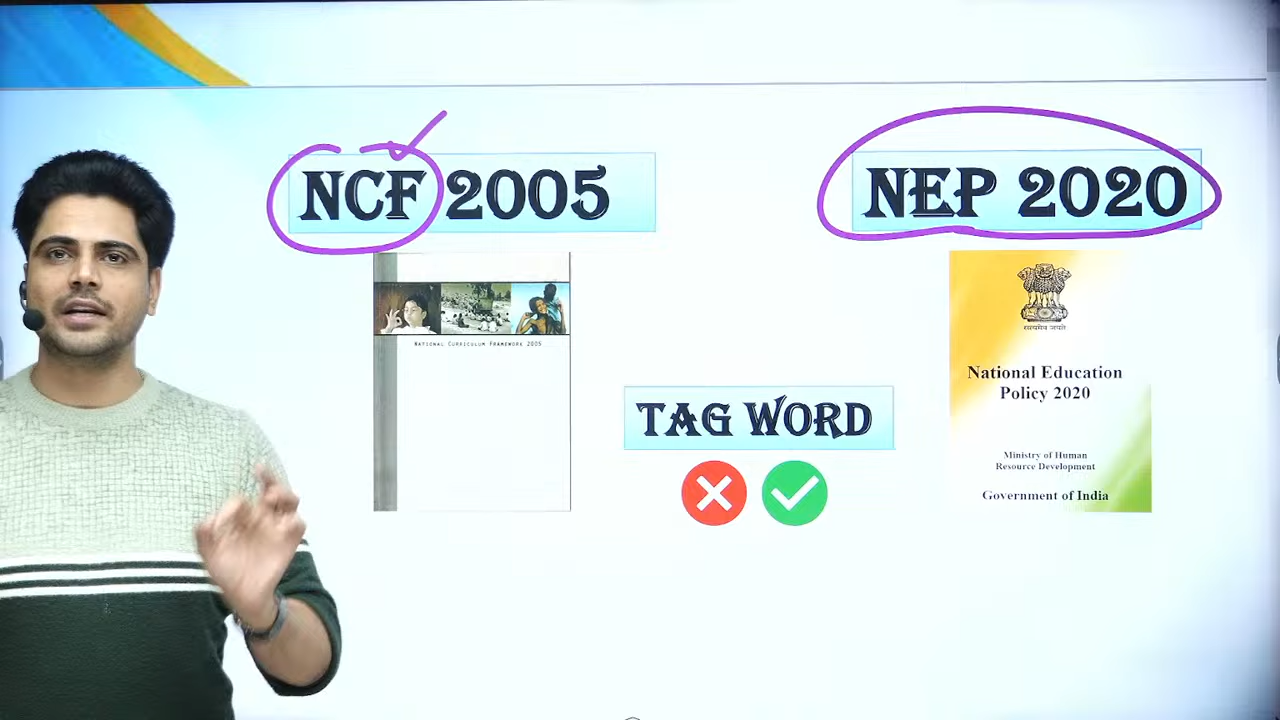 NCF 2005
NEP 2020
NATIONAL CURRICULUM FRAMEWORK 2005
सत्यमेव जयते
National Education
Policy 2020
TAG WORD
Ministry of Human
Resource Development
Government of India